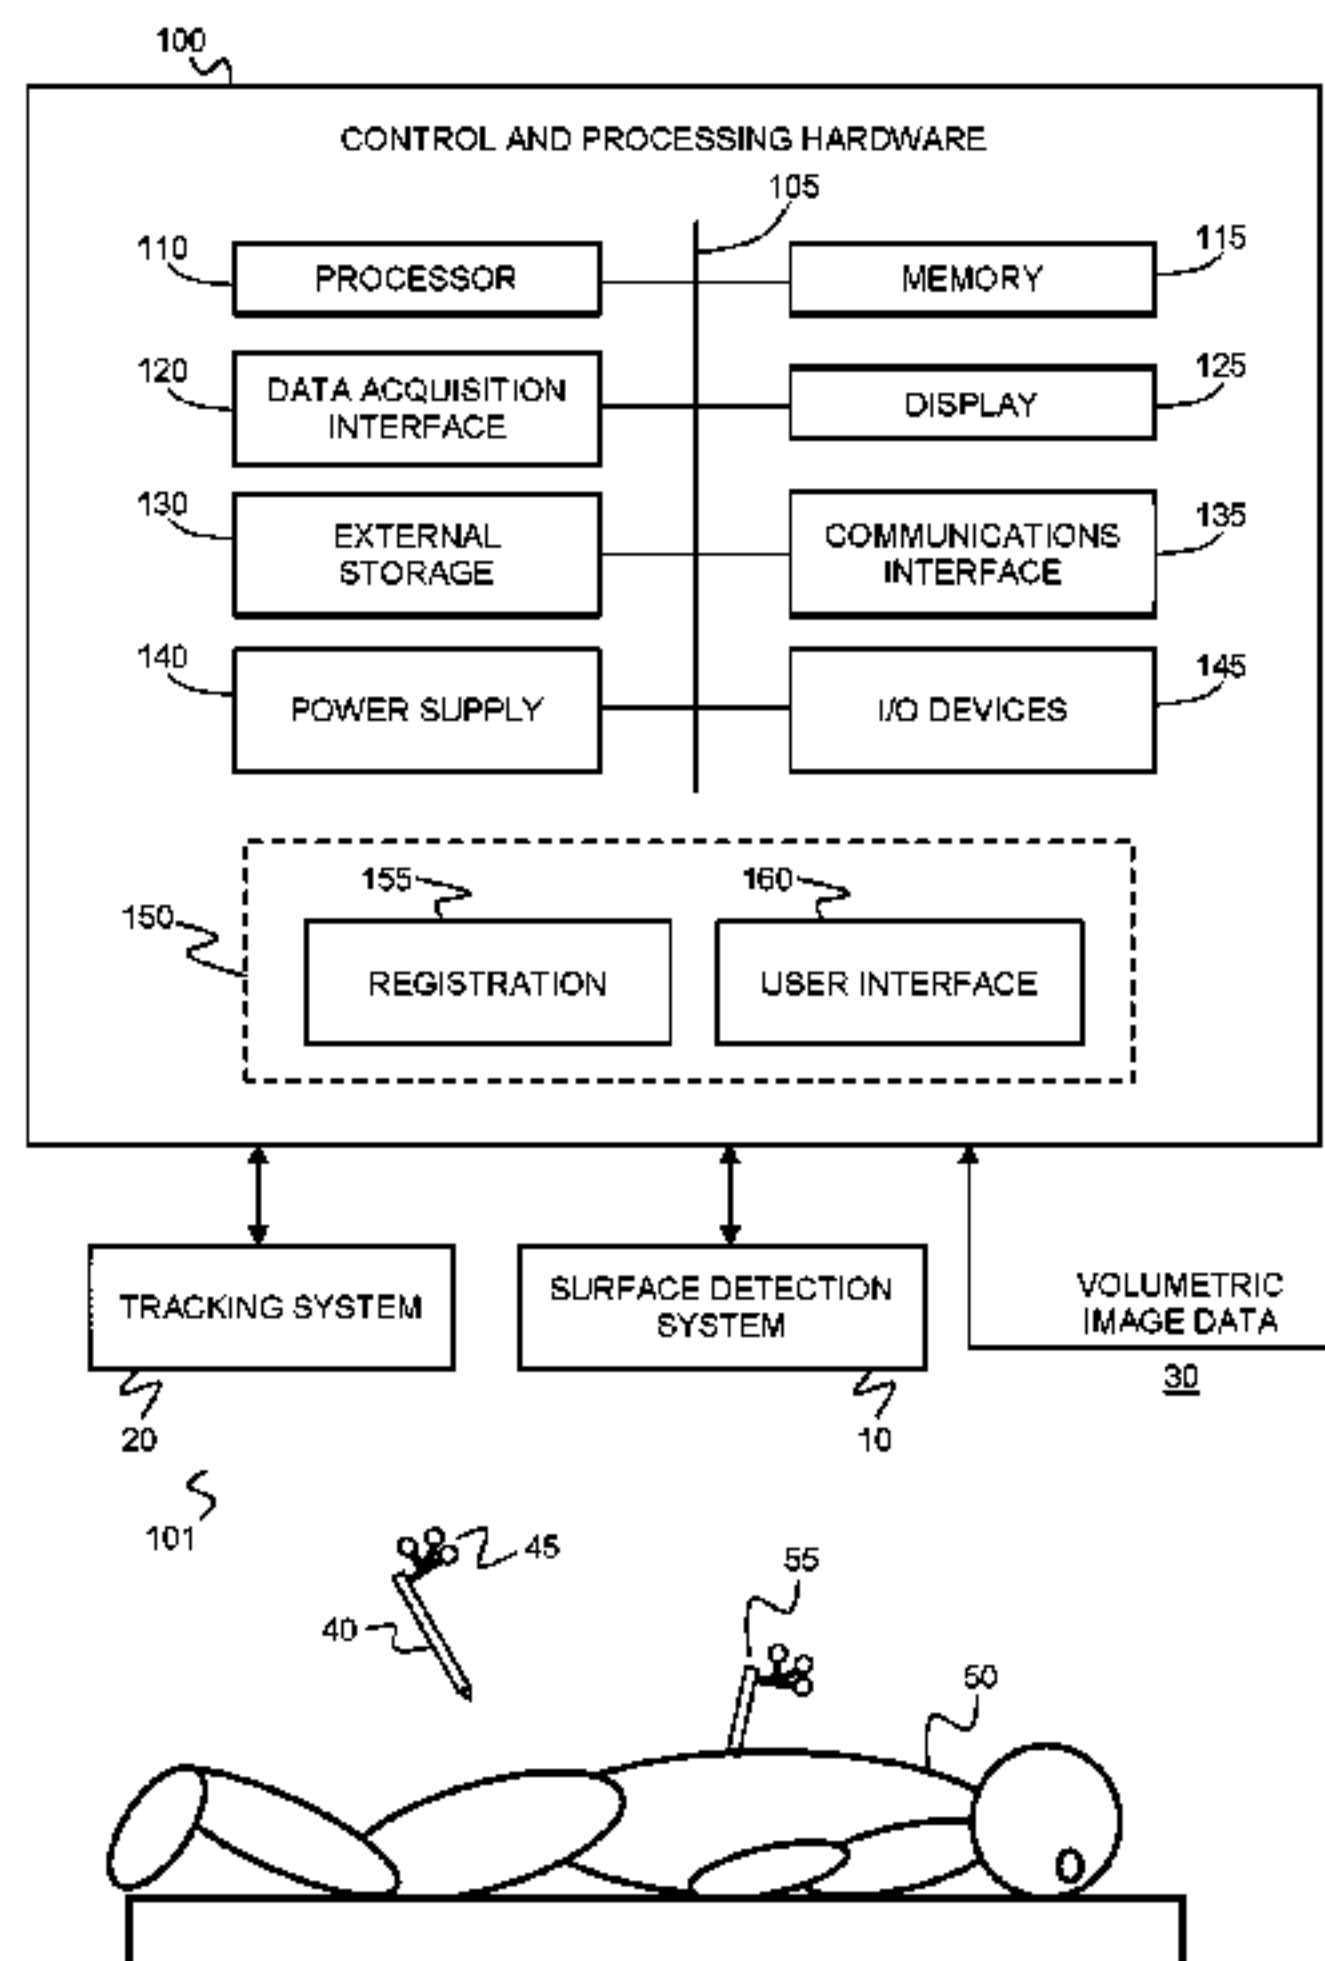 100
CONTROL AND PROCESSING HARDWARE
105
110
PROCESSOR
MEMORY
115
120
DATA ACQUISITION
INTERFACE
DISPLAY
125
130
EXTERNAL
STORAGE
COMMUNICATIONS
INTERFACE
135
140
POWER SUPPLY
I/O DEVICES
145
150
155
160
REGISTRATION
USER INTERFACE
TRACKING SYSTEM
SURFACE DETECTION
SYSTEM
VOLUMETRIC
IMAGE DATA
30
20
10
101
45
55
40
50